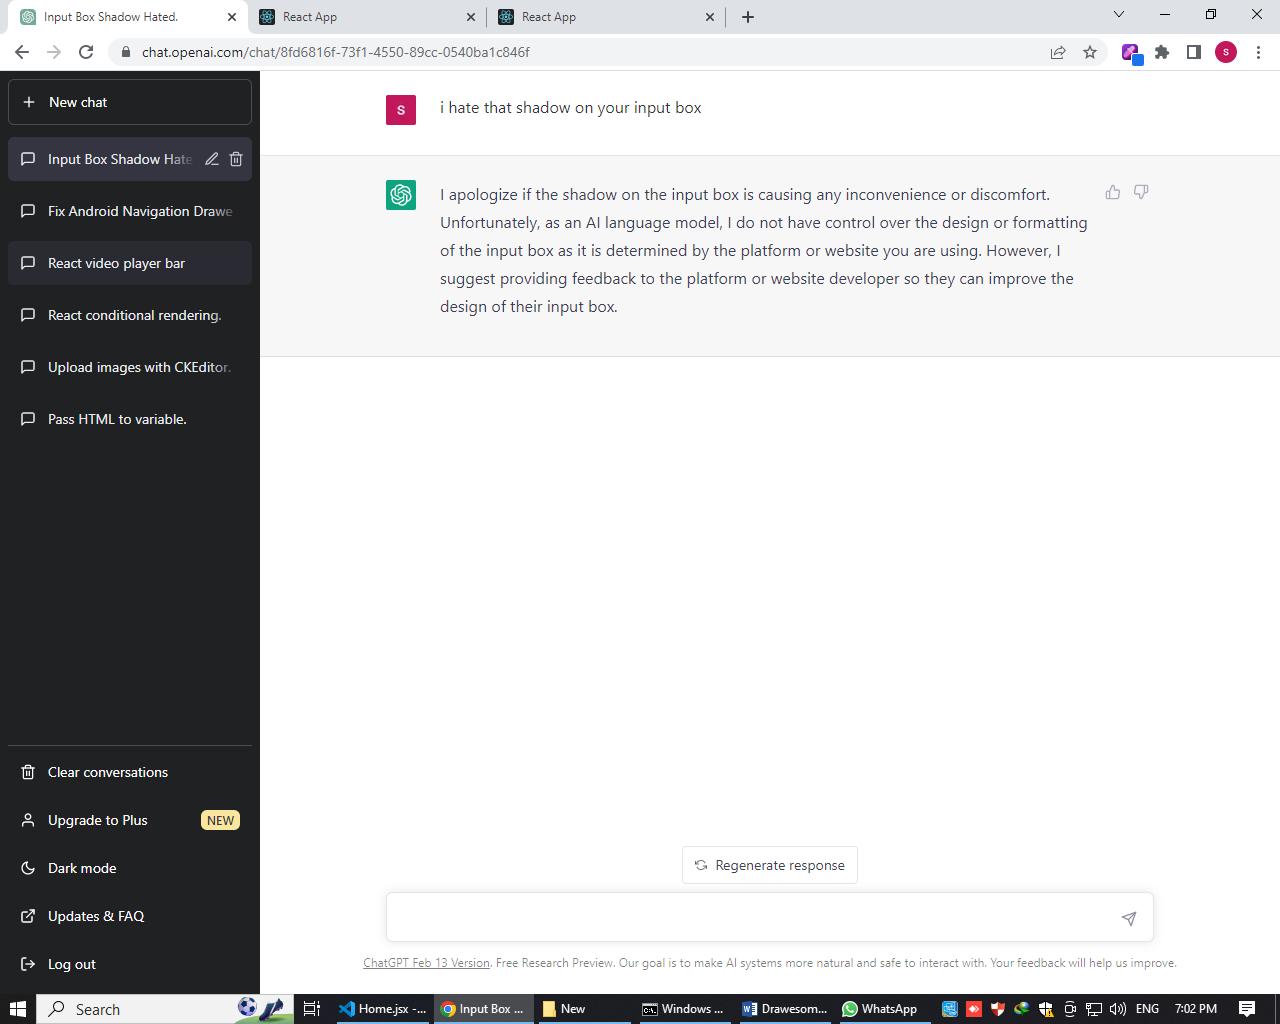 Input Box Shadow Hated.
React App
React App
chat.openai.com/chat/8fd6816f-73f1-4550-89cc-0540ba1c846f
S
New chat
Input Box Shadow Hate
Fix Android Navigation Drawe
React video player bar
React conditional rendering.
Upload images with CKEditor.
Pass HTML to variable.
Clear conversations
Upgrade to Plus NEW
Dark mode
Updates & FAQ
Log out
S
i hate that shadow on your input box
I apologize if the shadow on the input box is causing any inconvenience or discomfort.
Unfortunately, as an AI language model, I do not have control over the design or formatting
of the input box as it is determined by the platform or website you are using. However, I
suggest providing feedback to the platform or website developer so they can improve the
design of their input box.
Regenerate response
ChatGPT Feb 13 Version. Free Research Preview. Our goal is to make AI systems more natural and safe to interact with. Your feedback will help us improve.
Search
Home.jsx -...
Input Box ...
New
Windows ...
Drawesom...
WhatsApp
ENG
7:02 PM